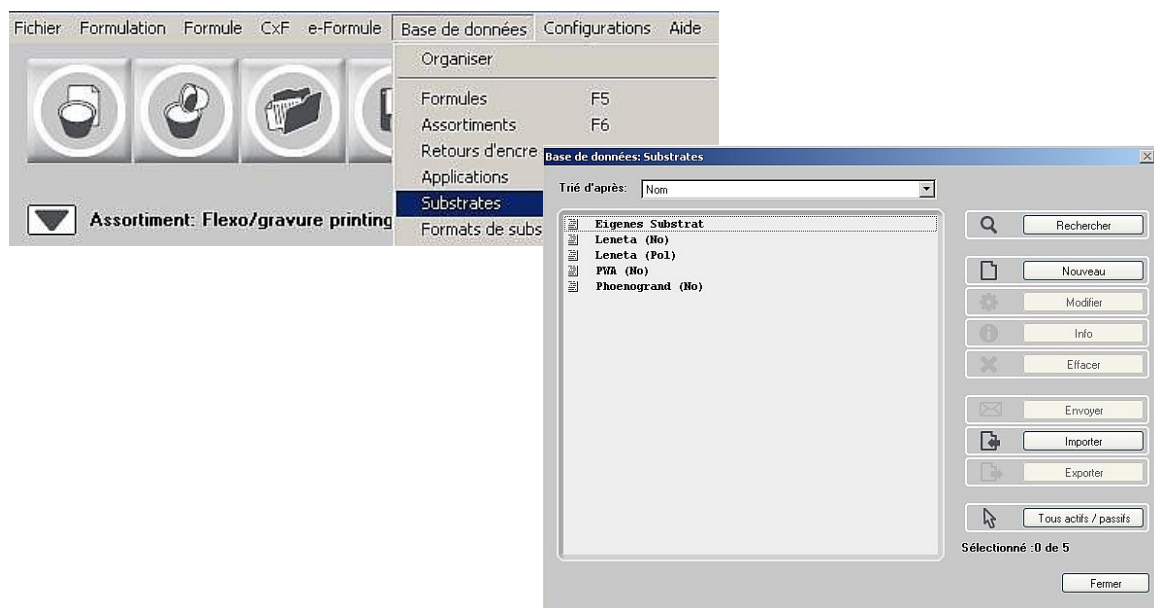 Fichier Formulation Formule CxF e-Formule Base de données Configurations Aide
Organiser
Formules F5
Assortiments F6
Retours d'encre
Applications
Substrates
Formats de subs
Assortiment: Flexo/gravure printing
Base de données: Substrates
Trié d'après: Nom
Eigenes Substrat
Leneta (No)
Leneta (Pol)
PWA (No)
Phoenogrand (No)
Rechercher
Nouveau
Modifier
Info
Effacer
Envoyer
Importer
Exporter
Tous actifs / passifs
Sélectionné :0 de 5
Fermer